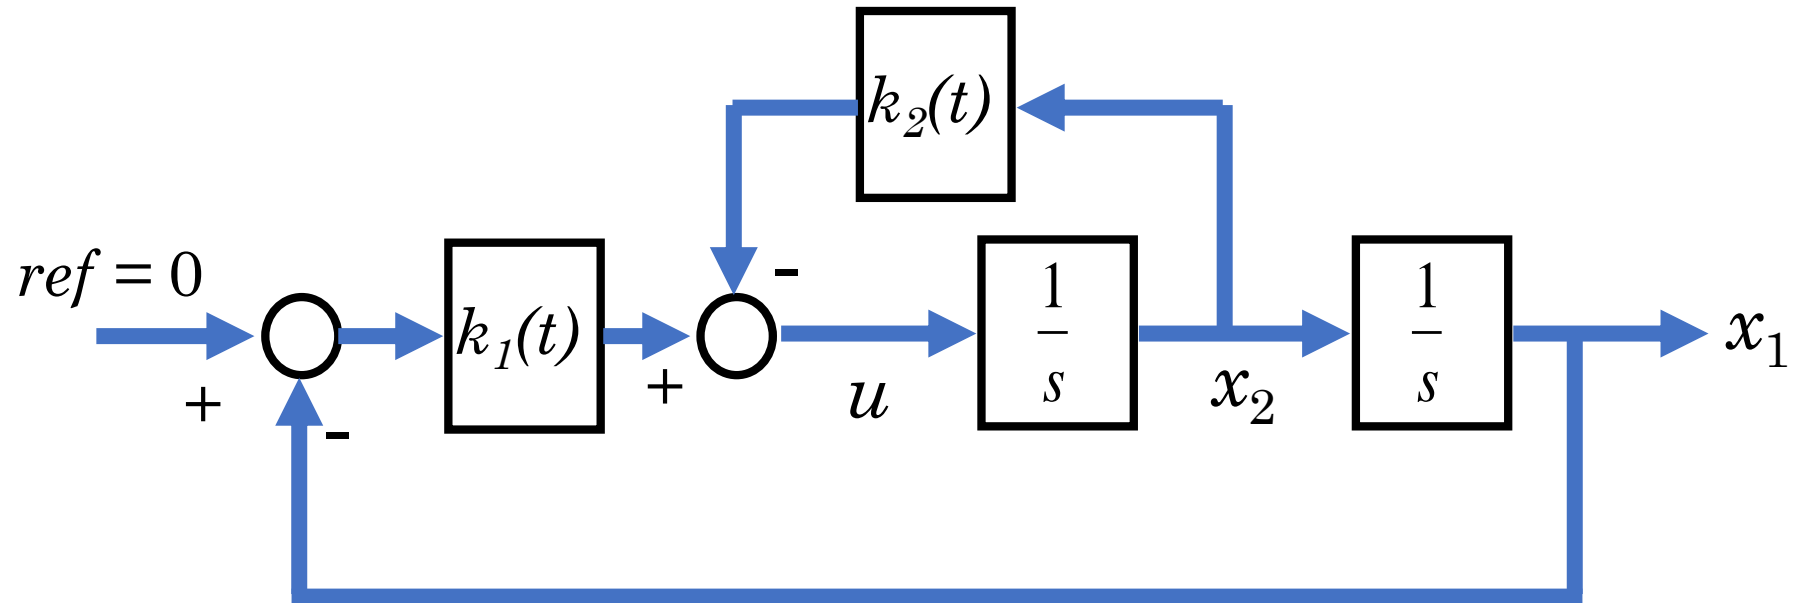 k₂(t)
ref = 0
+
-
k₁(t)
+
-
u
1
s
x₂
1
s
x₁